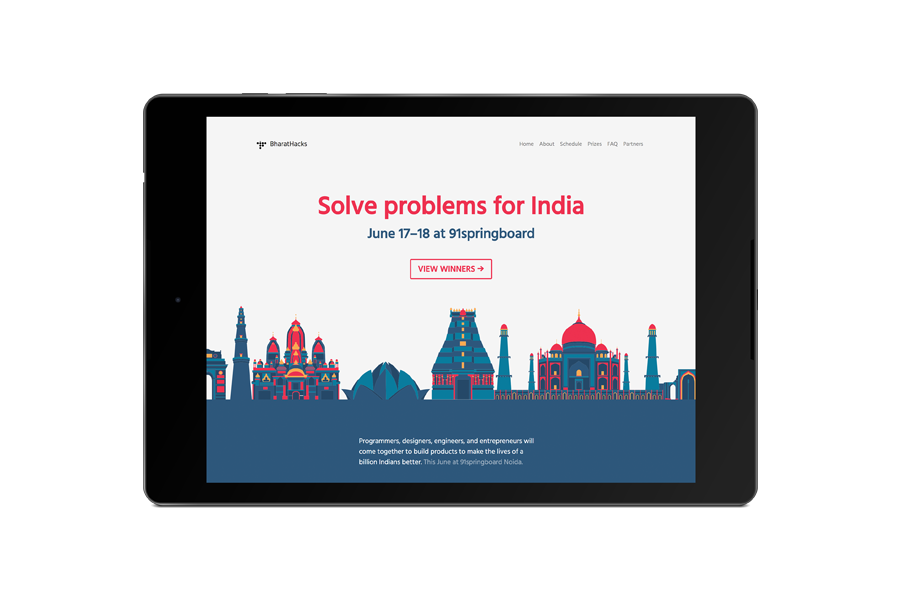 BharatHacks
Home About Schedule Prizes FAQ Partners
Solve problems for India
June 17–18 at 91springboard
VIEW WINNERS →
Programmers, designers, engineers, and entrepreneurs will
come together to build products to make the lives of a
billion Indians better. This June at 91springboard Noida.